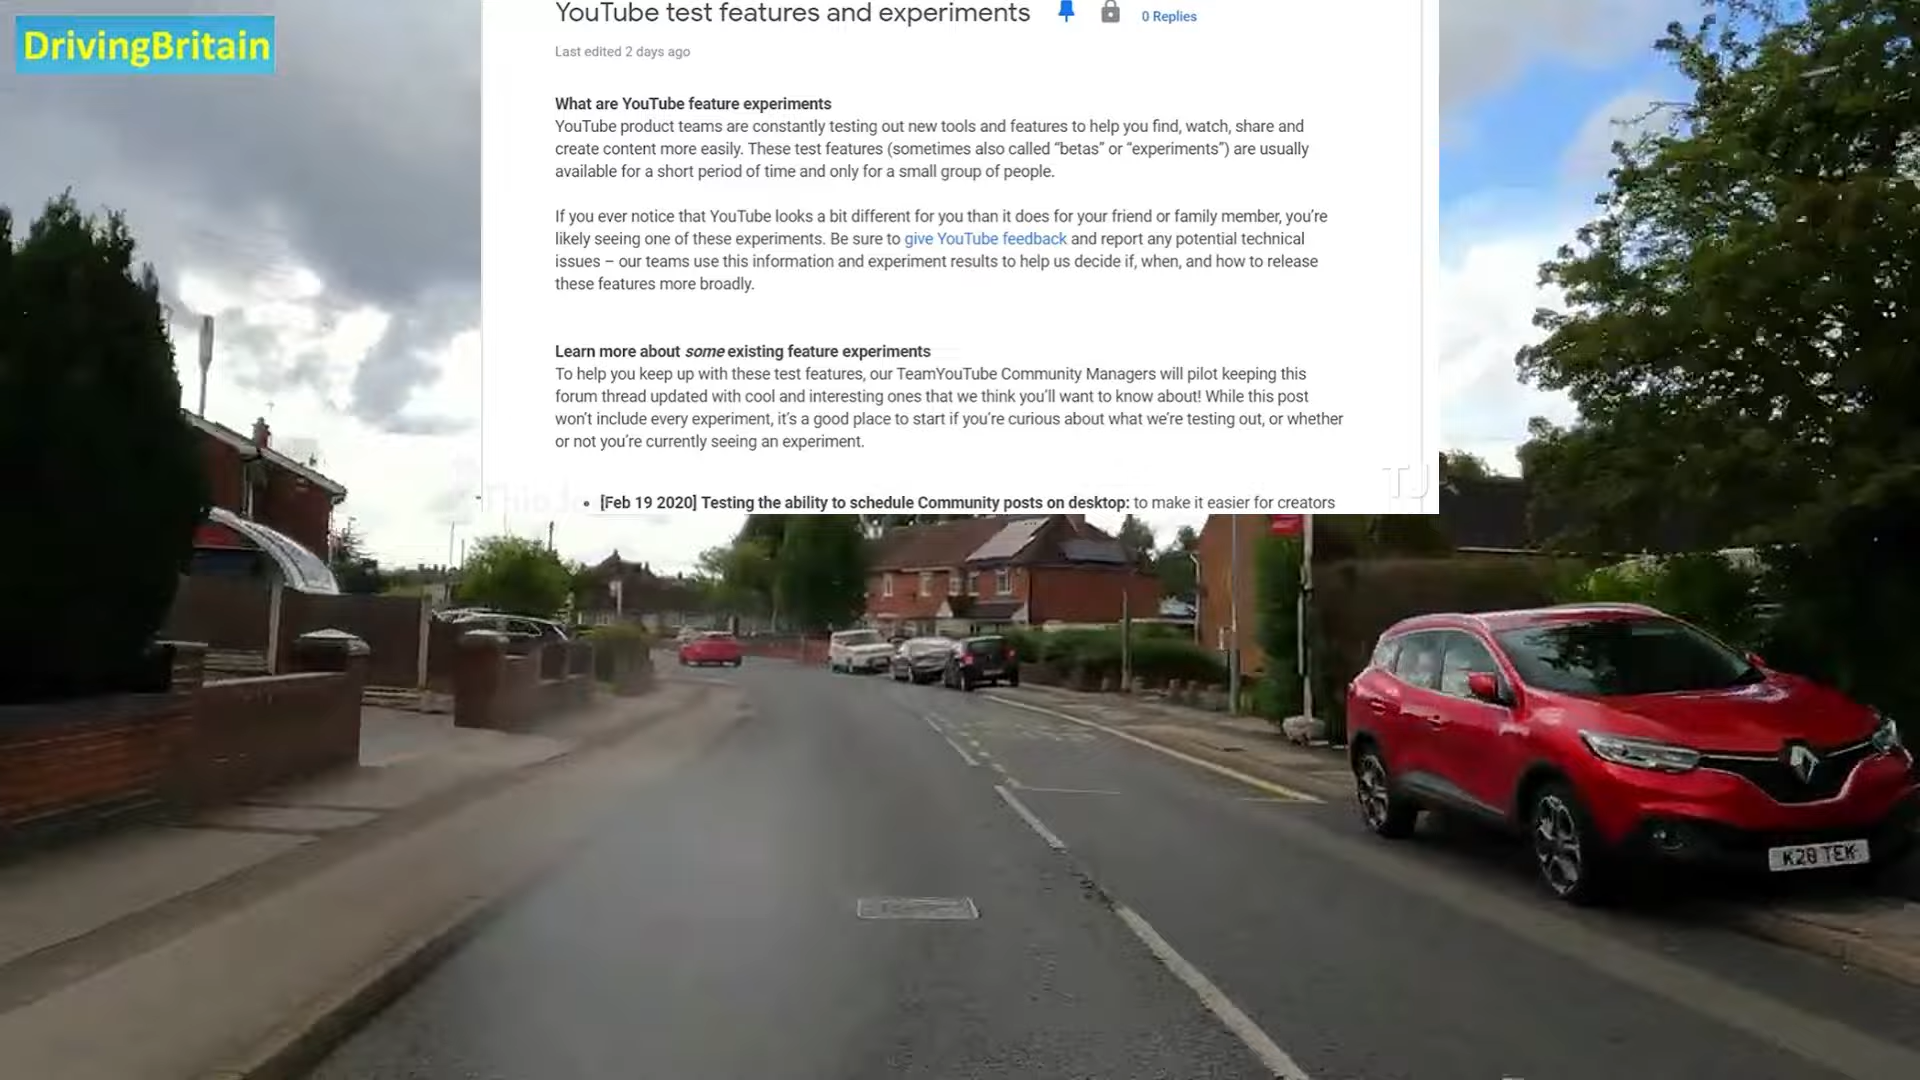 DrivingBritain
YouTube test features and experiments
0 Replies
Last edited 2 days ago
What are YouTube feature experiments
YouTube product teams are constantly testing out new tools and features to help you find, watch, share and
create content more easily. These test features (sometimes also called “betas” or “experiments”) are usually
available for a short period of time and only for a small group of people.
If you ever notice that YouTube looks a bit different for you than it does for your friend or family member, you’re
likely seeing one of these experiments. Be sure to give YouTube feedback and report any potential technical
issues – our teams use this information and experiment results to help us decide if, when, and how to release
these features more broadly.
Learn more about some existing feature experiments
To help you keep up with these test features, our TeamYouTube Community Managers will pilot keeping this
forum thread updated with cool and interesting ones that we think you’ll want to know about! While this post
won’t include every experiment, it’s a good place to start if you’re curious about what we’re testing out, or whether
or not you’re currently seeing an experiment.
TJ
• [Feb 19 2020] Testing the ability to schedule Community posts on desktop: to make it easier for creators
K28 TEK